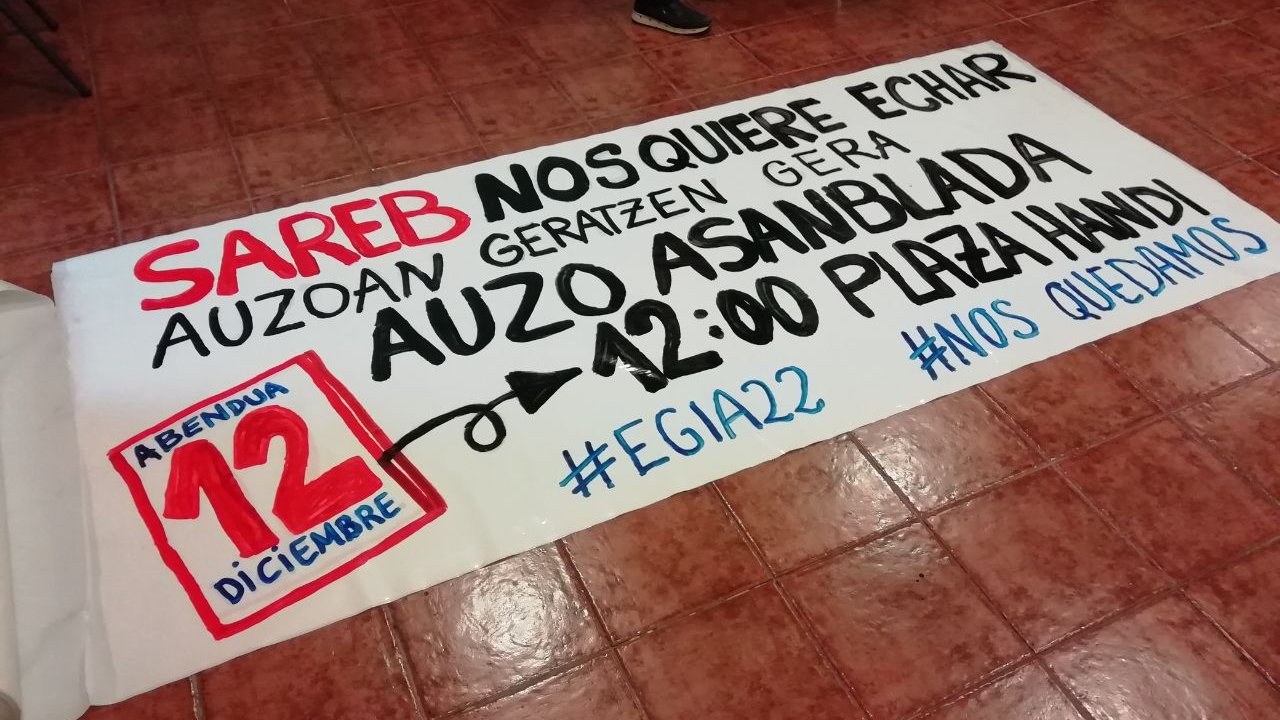 SAREB NOS QUIERE ECHAR
AUZOAN GERATZEN GERA
AUZO ASANBLADA
12:00 PLAZA HANDI
ABENDUA
12
DICIEMBRE
#EGIA22
#NOS QUEDAMOS